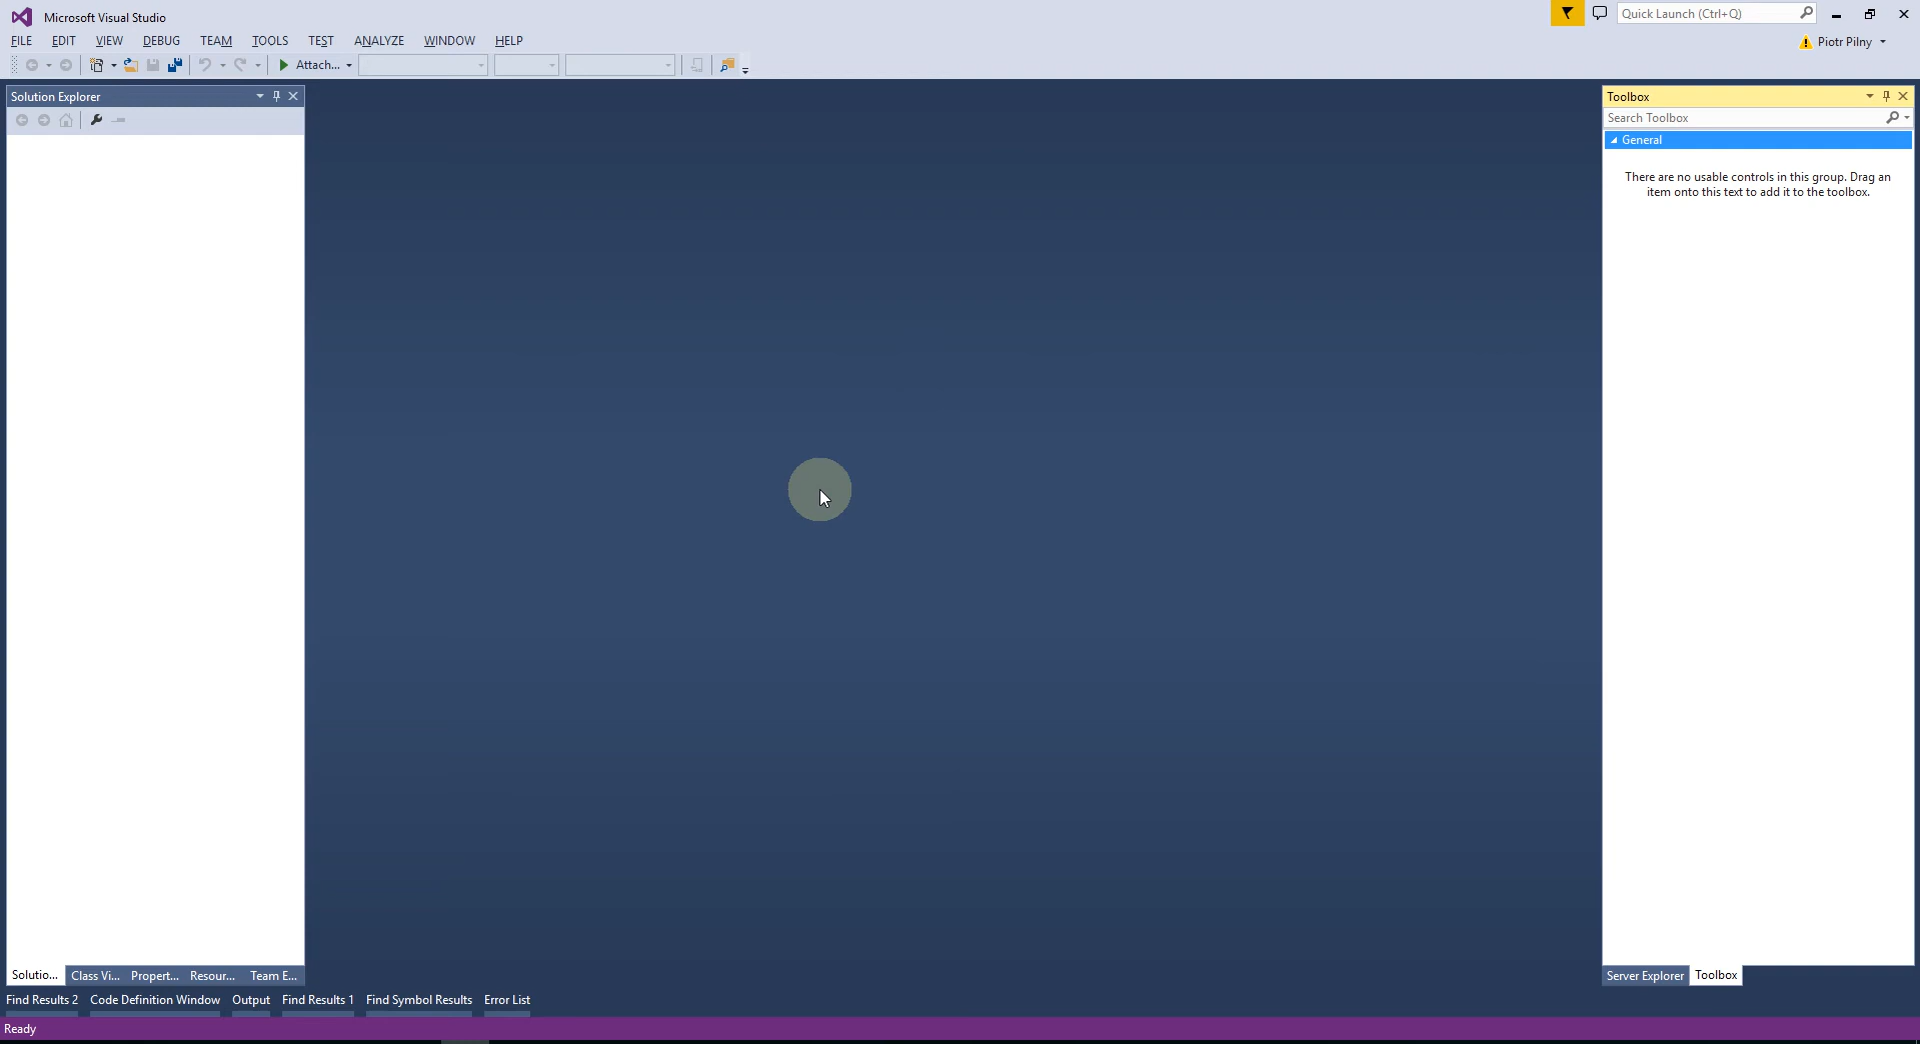 Microsoft Visual Studio
Quick Launch (Ctrl+Q)
FILE EDIT VIEW DEBUG TEAM TOOLS TEST ANALYZE WINDOW HELP
Piotr Pilny
Attach...
Solution Explorer
Toolbox
Search Toolbox
General
There are no usable controls in this group. Drag an
item onto this text to add it to the toolbox.
Solutio... Class Vi... Propert... Resour... Team E...
Server Explorer Toolbox
Find Results 2 Code Definition Window Output Find Results 1 Find Symbol Results Error List
Ready